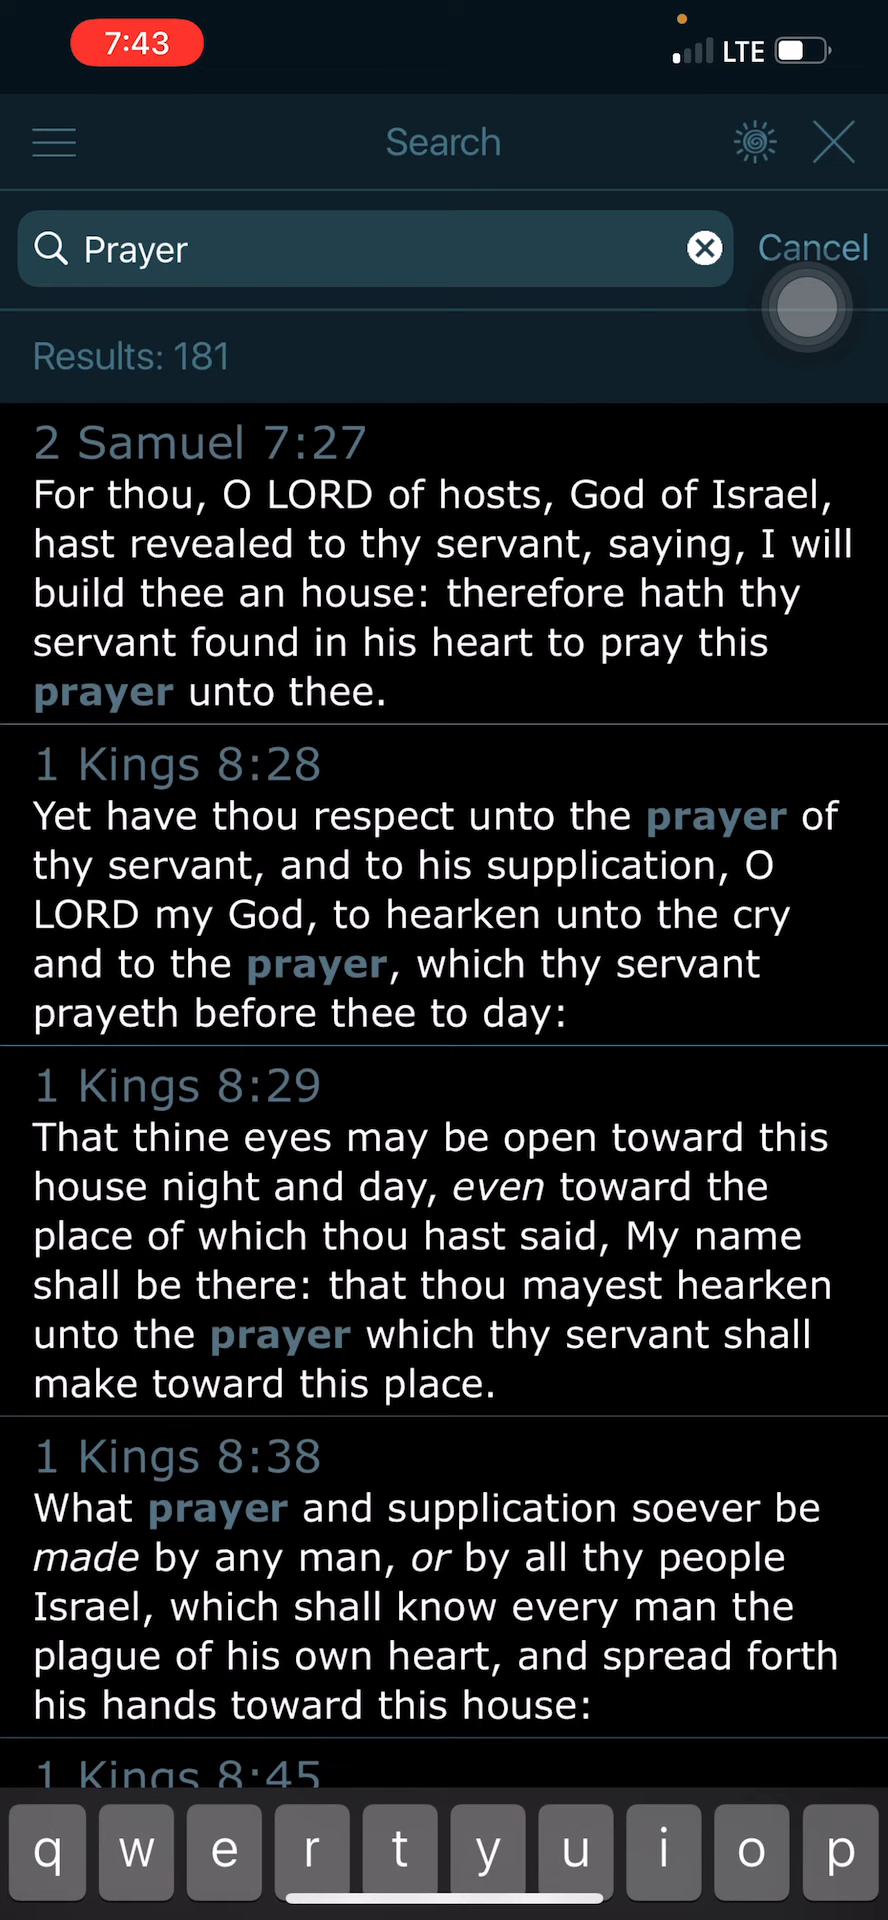 7:43
LTE
Search
Prayer
Cancel
Results: 181
2 Samuel 7:27
For thou, O LORD of hosts, God of Israel,
hast revealed to thy servant, saying, I will
build thee an house: therefore hath thy
servant found in his heart to pray this
prayer unto thee.
1 Kings 8:28
Yet have thou respect unto the prayer of
thy servant, and to his supplication, O
LORD my God, to hearken unto the cry
and to the prayer, which thy servant
prayeth before thee to day:
1 Kings 8:29
That thine eyes may be open toward this
house night and day, even toward the
place of which thou hast said, My name
shall be there: that thou mayest hearken
unto the prayer which thy servant shall
make toward this place.
1 Kings 8:38
What prayer and supplication soever be
made by any man, or by all thy people
Israel, which shall know every man the
plague of his own heart, and spread forth
his hands toward this house:
1 Kings 8:45
q w e r t y u i o p